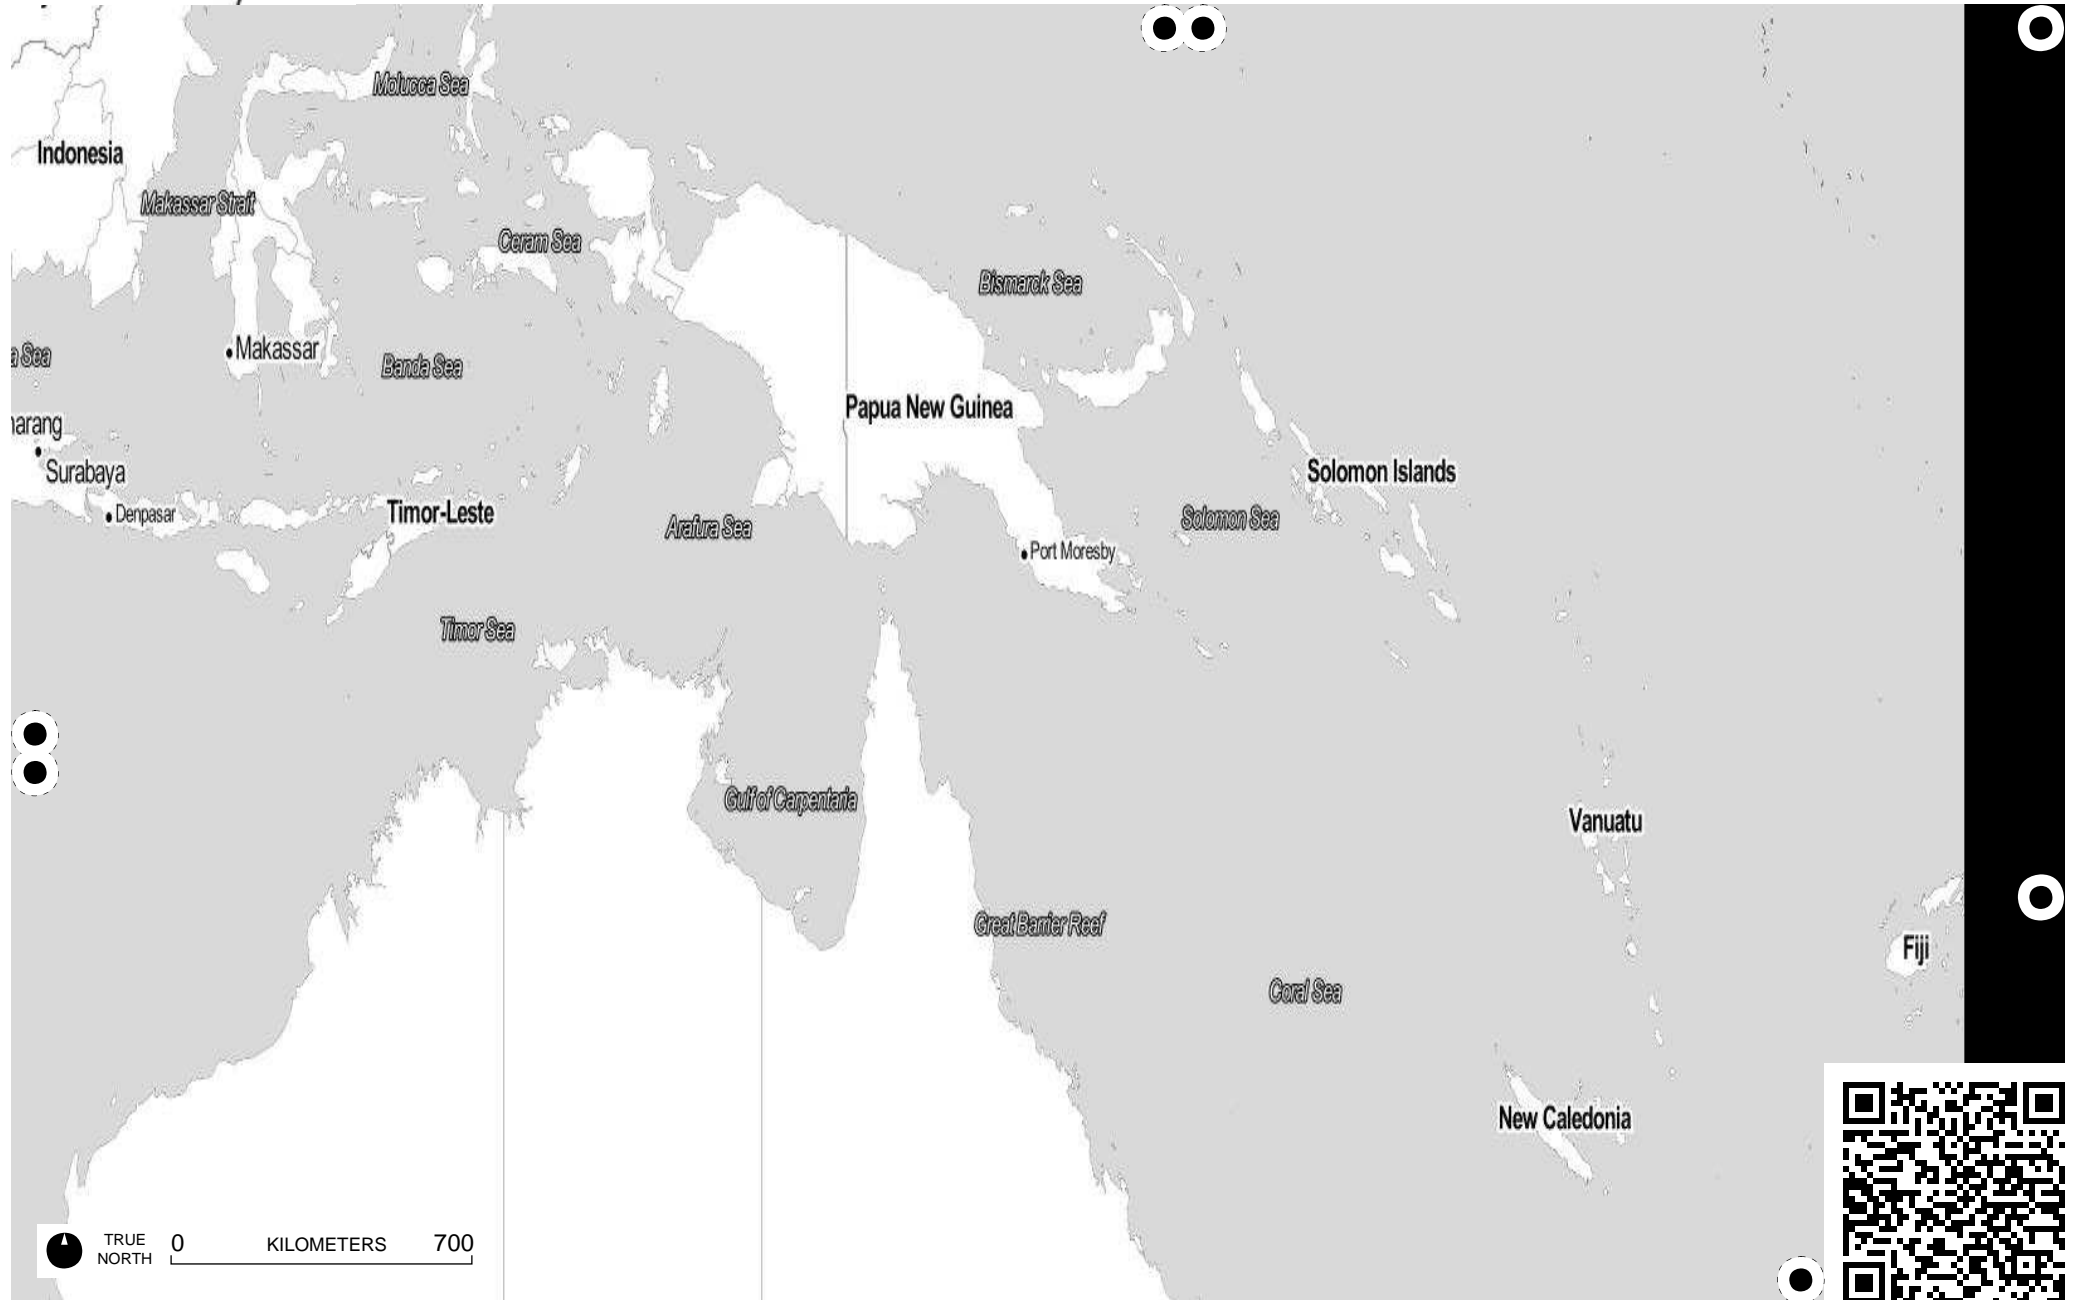 Molucca Sea
Indonesia
Makassar Strait
Ceram Sea
Bismarck Sea
Makassar
a Sea
Banda Sea
Papua New Guinea
arang
Surabaya
Solomon Islands
Denpasar
Timor-Leste
Arafura Sea
Solomon Sea
Port Moresby
Timor Sea
Gulf of Carpentaria
Vanuatu
Great Barrier Reef
Fiji
Coral Sea
New Caledonia
TRUE
NORTH
0 KILOMETERS 700